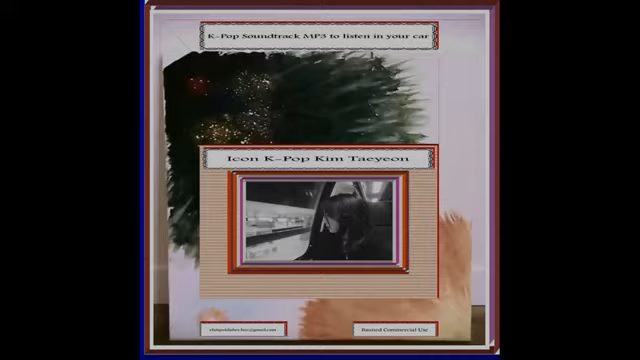 K-Pop Soundtrack MP3 to listen in your car
Icon K-Pop Kim Taeyeon
Banned Commercial Use